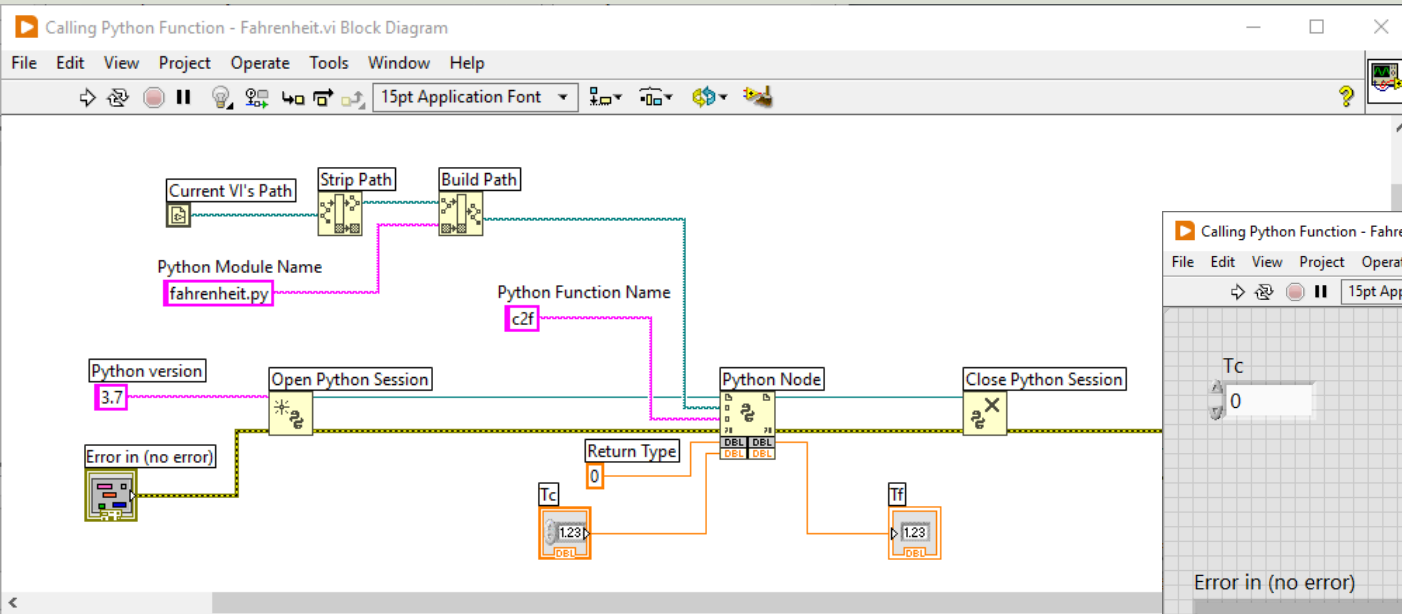 Calling Python Function - Fahrenheit.vi Block Diagram
File Edit View Project Operate Tools Window Help
15pt Application Font
?
Current VI's Path
Strip Path
Build Path
Python Module Name
fahrenheit.py
Python Function Name
c2f
Python version
3.7
Open Python Session
Python Node
Close Python Session
DBL DBL
DBL DBL
Error in (no error)
Return Type
0
Tc
1.23
DBL
Tf
1.23
DBL
Calling Python Function - Fahre
File Edit View Project Operat
15pt App
Tc
0
Error in (no error)